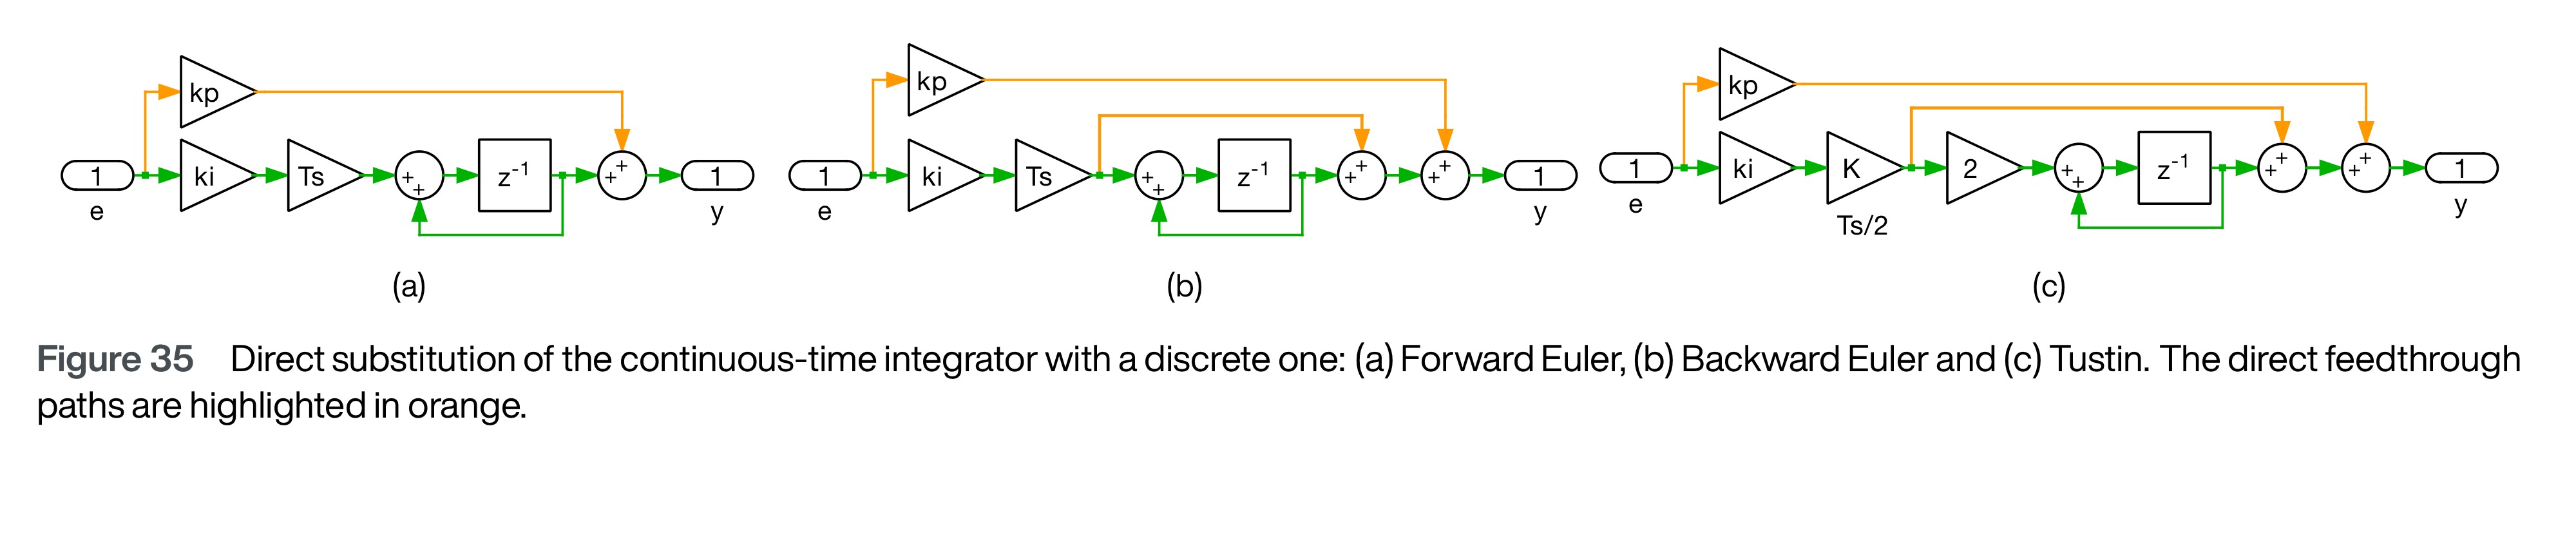 kp
1
ki
Ts
+
+
z-1
+
+
1
e
y
(a)
kp
1
ki
Ts
+
+
z-1
+
+
+
+
1
e
y
(b)
kp
1
ki
K
2
+
+
z-1
+
+
+
+
1
e
Ts/2
y
(c)
Figure 35 Direct substitution of the continuous-time integrator with a discrete one: (a) Forward Euler, (b) Backward Euler and (c) Tustin. The direct feedthrough
paths are highlighted in orange.